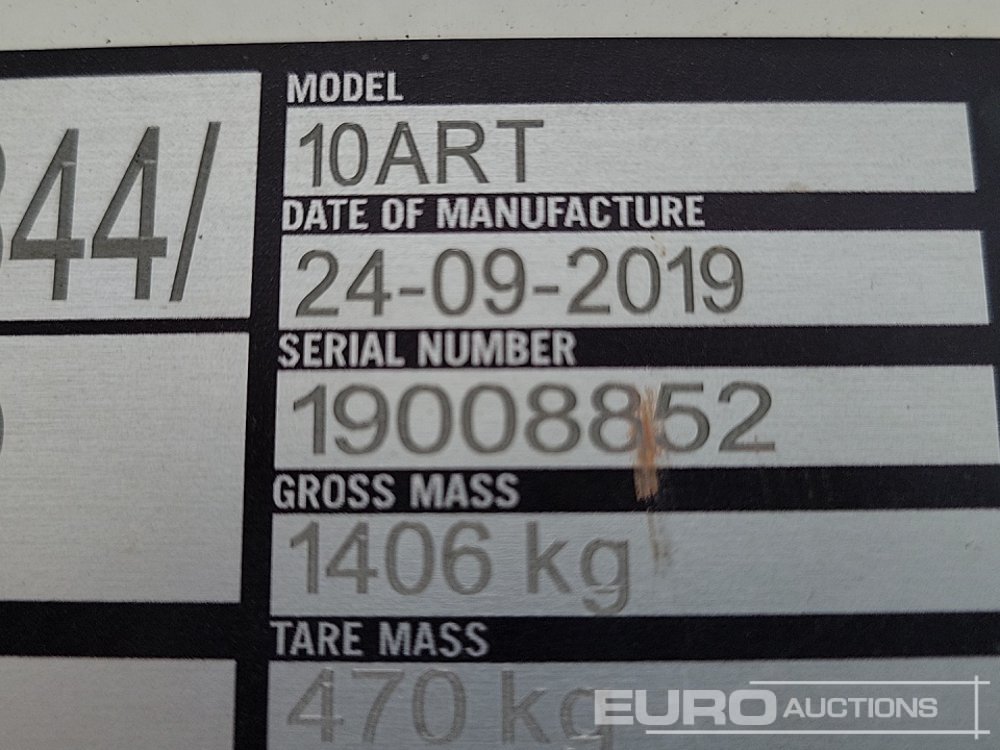 MODEL
10ART
DATE OF MANUFACTURE
24-09-2019
SERIAL NUMBER
19008852
GROSS MASS
1406 kg
TARE MASS
470 kg
44/
EURO AUCTIONS